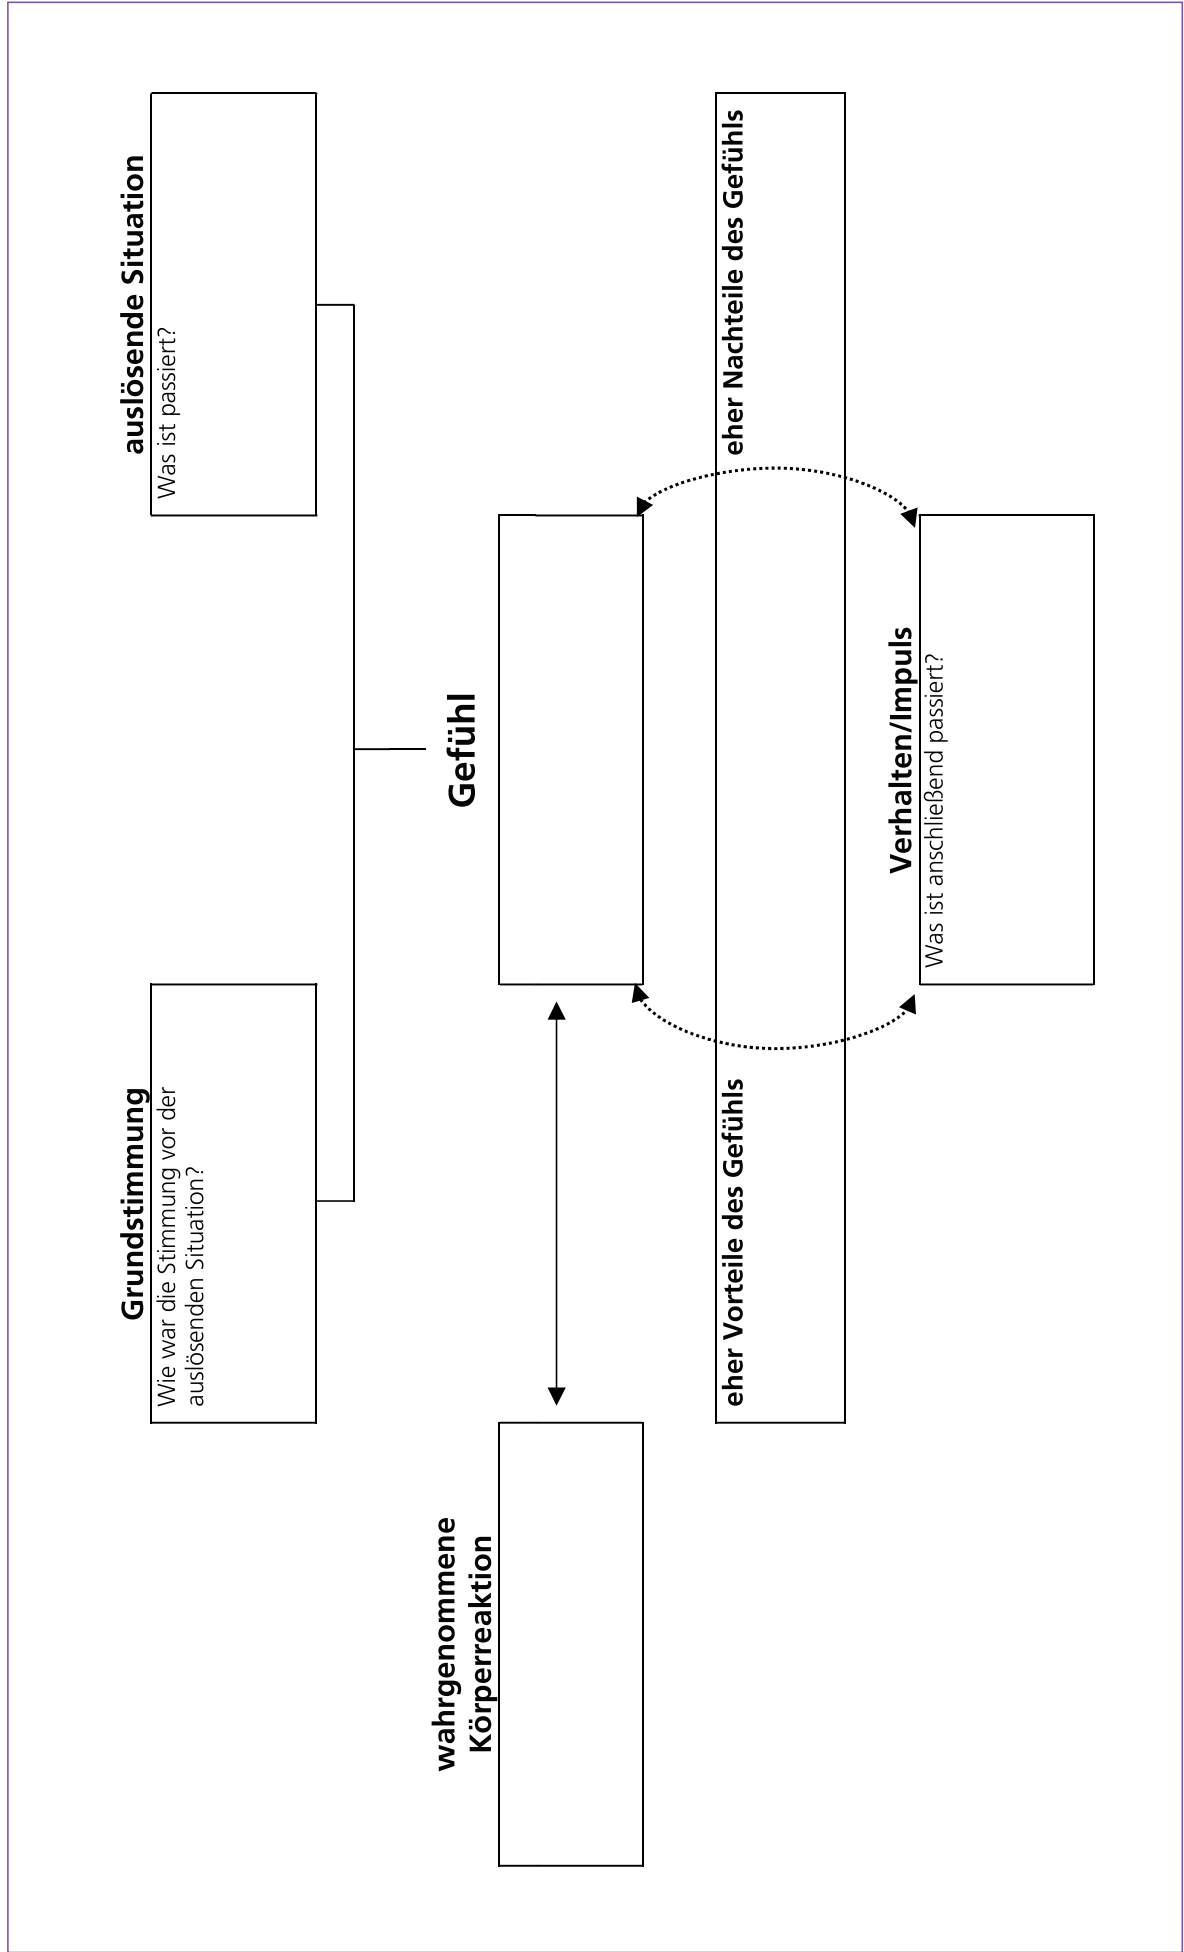 Grundstimmung
Wie war die Stimmung vor der
auslösenden Situation?
auslösende Situation
Was ist passiert?
wahrgenommene
Körperreaktion
Gefühl
eher Vorteile des Gefühls
eher Nachteile des Gefühls
Verhalten/Impuls
Was ist anschließend passiert?